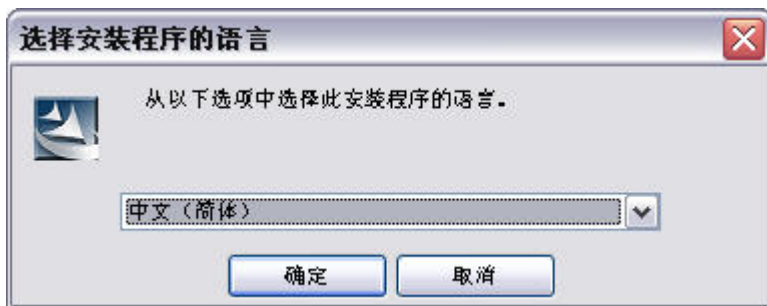 选择安装程序的语言
从以下选项中选择此安装程序的语言。
中文（简体）
确定
取消